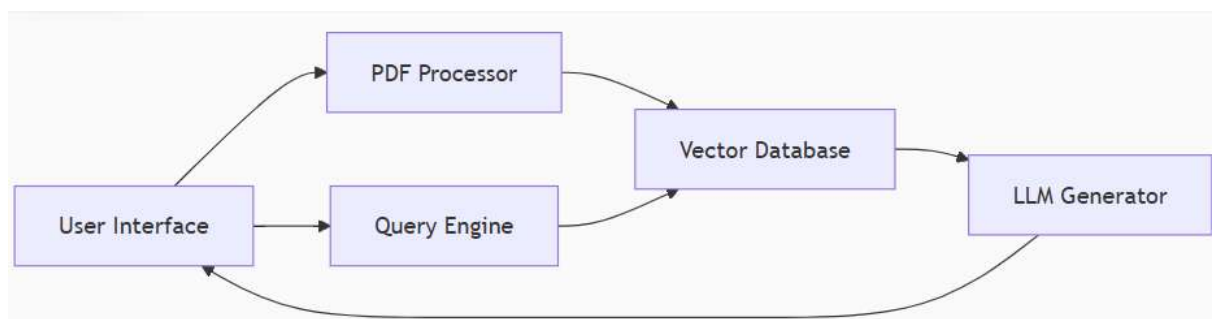 PDF Processor
Vector Database
LLM Generator
User Interface
Query Engine